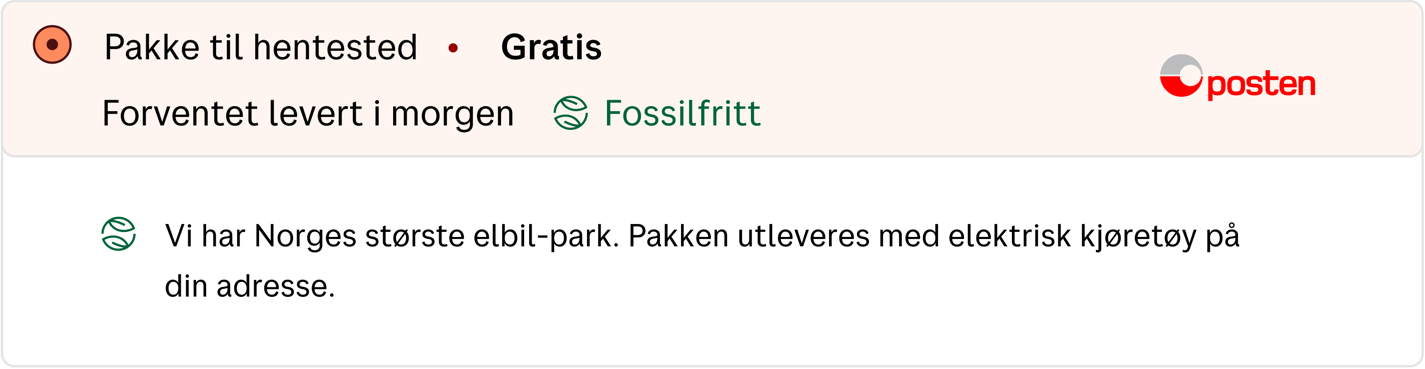 Pakke til hentested • Gratis
Forventet levert i morgen Fossilfritt
posten
Vi har Norges største elbil-park. Pakken utleveres med elektrisk kjøretøy på
din adresse.